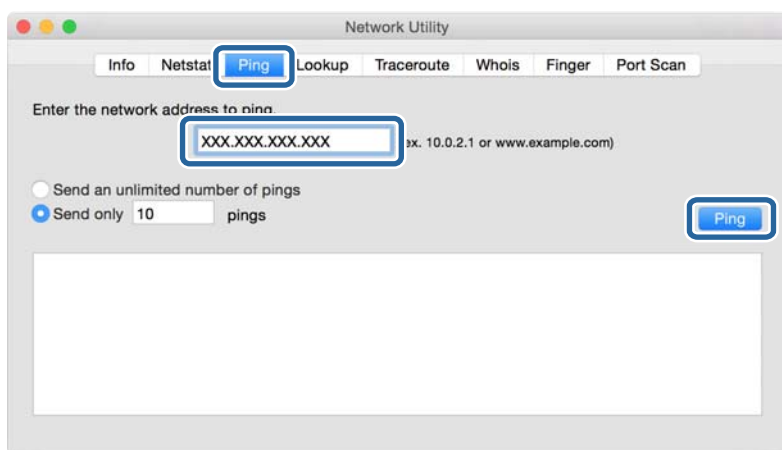 Network Utility
Info Netstat Ping Lookup Traceroute Whois Finger Port Scan
Enter the network address to ping.
XXX.XXX.XXX.XXX ex. 10.0.2.1 or www.example.com)
Send an unlimited number of pings
Send only 10 pings
Ping